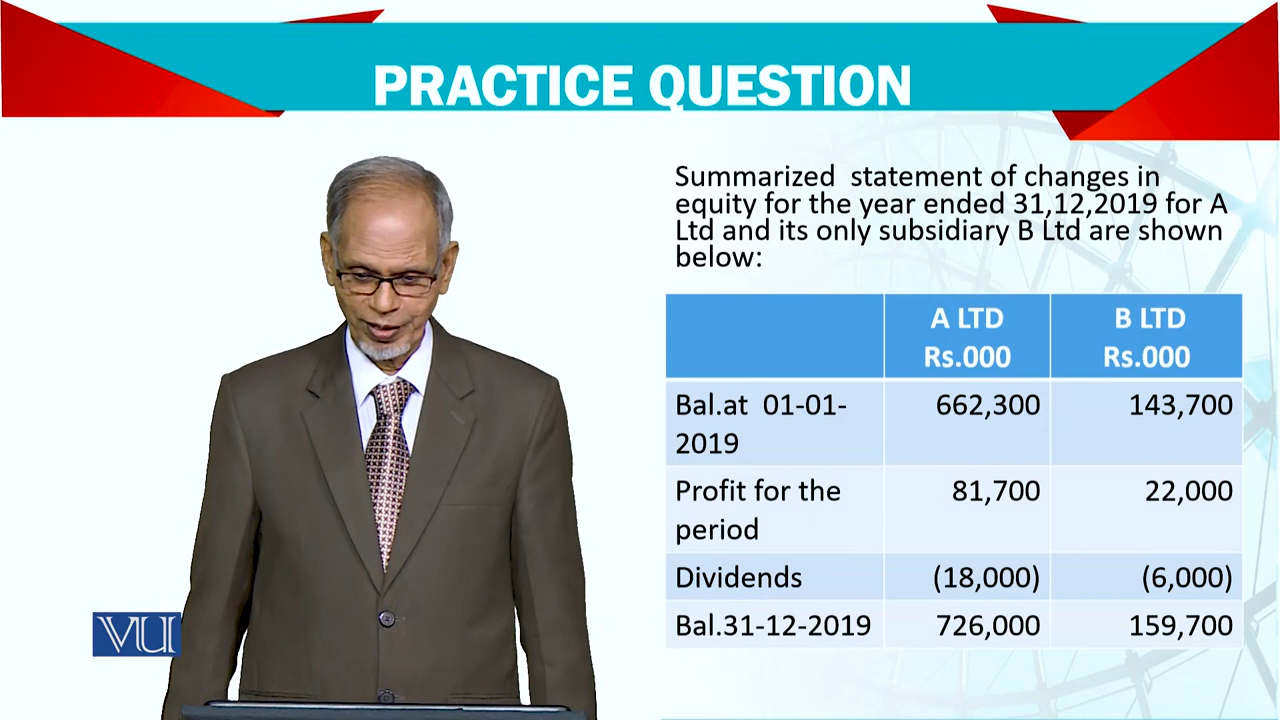 PRACTICE QUESTION
Summarized statement of changes in
equity for the year ended 31,12,2019 for A
Ltd and its only subsidiary B Ltd are shown
below:
A LTD B LTD
Rs.000 Rs.000
Bal.at 01-01- 662,300 143,700
2019
Profit for the 81,700 22,000
period
Dividends (18,000) (6,000)
Bal.31-12-2019 726,000 159,700
VU